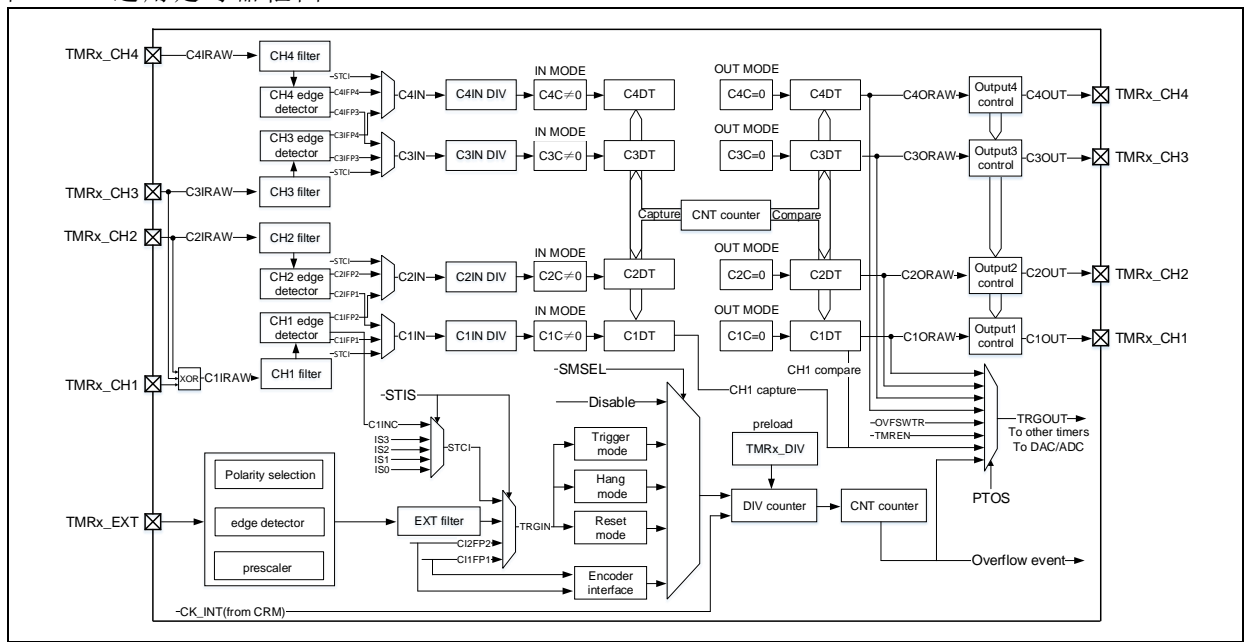 TMRx_CH4
C4IRAW
CH4 filter
STCI
C4IFP4
CH4 edge detector
C4IFP3
C4IN
C4IN DIV
IN MODE
C4C≠0
C4DT
OUT MODE
C4C=0
C4DT
C4ORAW
Output4 control
C4OUT
TMRx_CH4
CH3 edge detector
C3IFP4
C3IFP3
STCI
C3IN
C3IN DIV
C3C≠0
C3DT
C3C=0
C3DT
C3ORAW
Output3 control
C3OUT
TMRx_CH3
TMRx_CH3
C3IRAW
CH3 filter
Capture
CNT counter
Compare
TMRx_CH2
C2IRAW
CH2 filter
STCI
C2IFP2
CH2 edge detector
C2IFP1
C2IN
C2IN DIV
IN MODE
C2C≠0
C2DT
OUT MODE
C2C=0
C2DT
C2ORAW
Output2 control
C2OUT
TMRx_CH2
CH1 edge detector
C1IFP2
C1IFP1
STCI
C1IN
C1IN DIV
IN MODE
C1C≠0
C1DT
OUT MODE
C1C=0
C1DT
C1ORAW
Output1 control
C1OUT
TMRx_CH1
TMRx_CH1
XOR
C1IRAW
CH1 filter
SMSEL
CH1 capture
CH1 compare
STIS
Disable
C1INC
IS3
IS2
IS1
IS0
STCI
Trigger mode
Hang mode
Reset mode
Encoder interface
preload
TMRx_DIV
OVFSWTR
TMREN
TRGOUT
To other timers
To DAC/ADC
PTOS
TMRx_EXT
Polarity selection
edge detector
prescaler
EXT filter
CI2FP2
CI1FP1
TRGIN
DIV counter
CNT counter
Overflow event
CK_INT(from CRM)